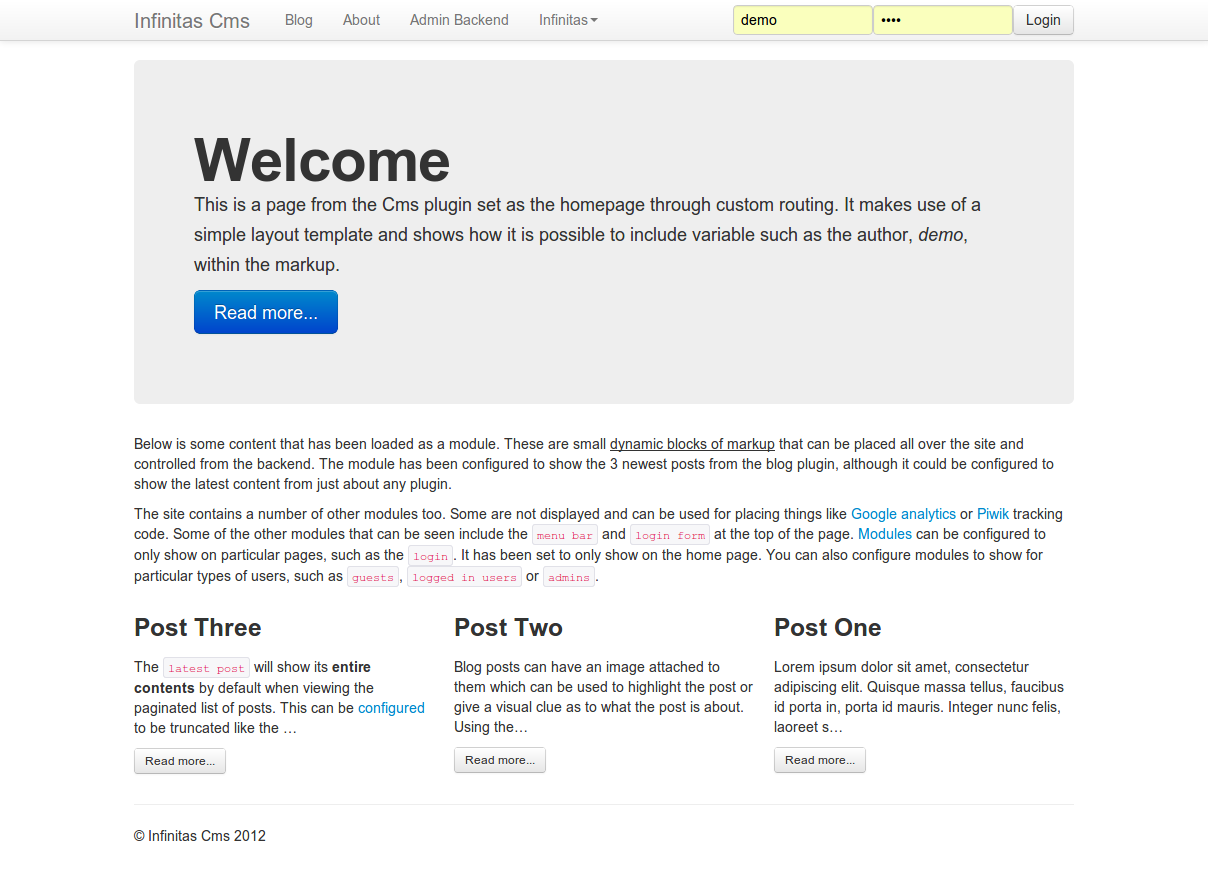 Infinitas Cms Blog About Admin Backend Infinitas demo •••• Login
Welcome
This is a page from the Cms plugin set as the homepage through custom routing. It makes use of a
simple layout template and shows how it is possible to include variable such as the author, demo,
within the markup.
Read more...
Below is some content that has been loaded as a module. These are small dynamic blocks of markup that can be placed all over the site and
controlled from the backend. The module has been configured to show the 3 newest posts from the blog plugin, although it could be configured to
show the latest content from just about any plugin.
The site contains a number of other modules too. Some are not displayed and can be used for placing things like Google analytics or Piwik tracking
code. Some of the other modules that can be seen include the menu bar and login form at the top of the page. Modules can be configured to
only show on particular pages, such as the login. It has been set to only show on the home page. You can also configure modules to show for
particular types of users, such as guests, logged in users or admins.
Post Three
The latest post will show its entire
contents by default when viewing the
paginated list of posts. This can be configured
to be truncated like the …
Read more...
Post Two
Blog posts can have an image attached to
them which can be used to highlight the post or
give a visual clue as to what the post is about.
Using the…
Read more...
Post One
Lorem ipsum dolor sit amet, consectetur
adipiscing elit. Quisque massa tellus, faucibus
id porta in, porta id mauris. Integer nunc felis,
laoreet s…
Read more...
© Infinitas Cms 2012